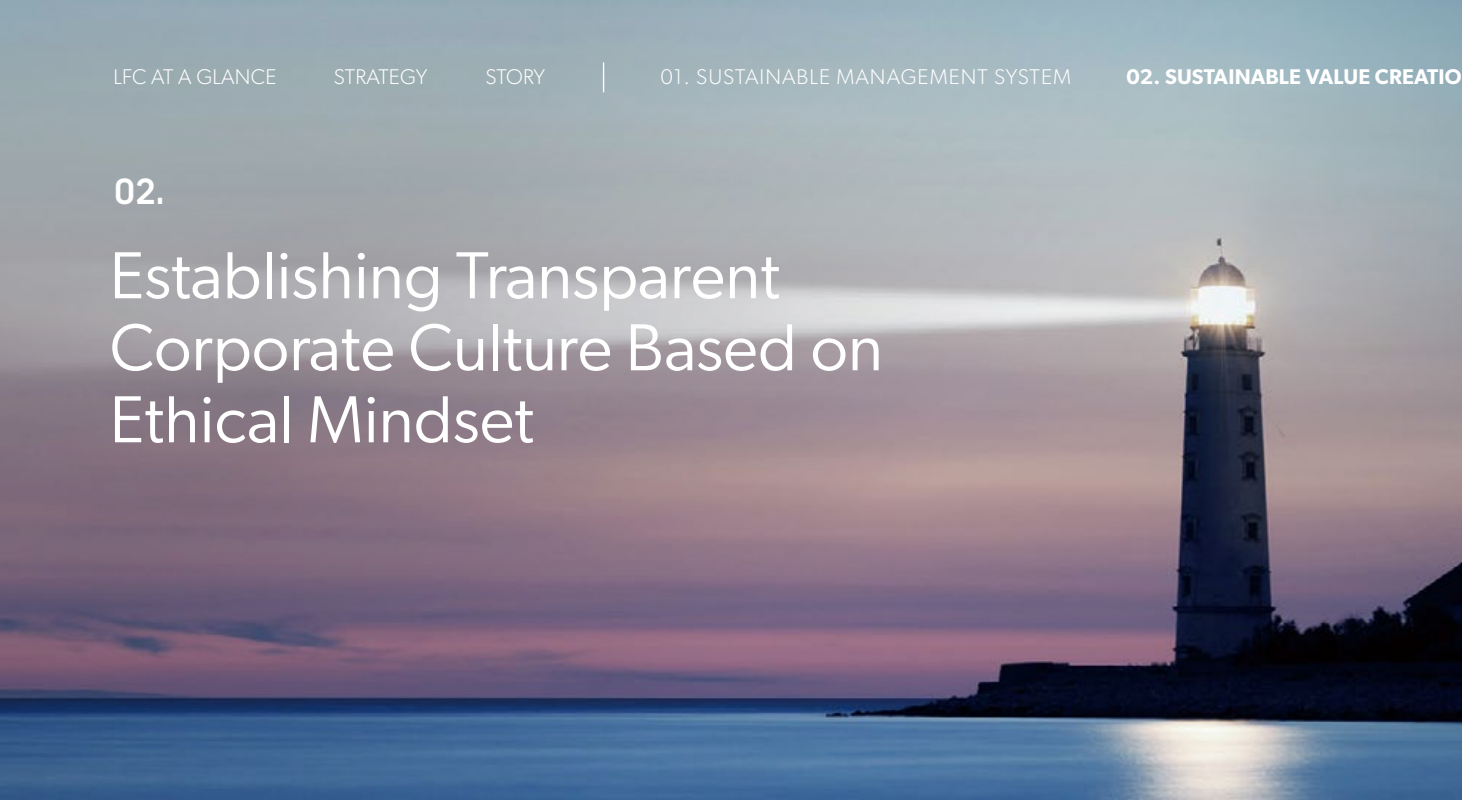 LFC AT A GLANCE STRATEGY STORY 01. SUSTAINABLE MANAGEMENT SYSTEM 02. SUSTAINABLE VALUE CREATIO
02.
Establishing Transparent
Corporate Culture Based on
Ethical Mindset